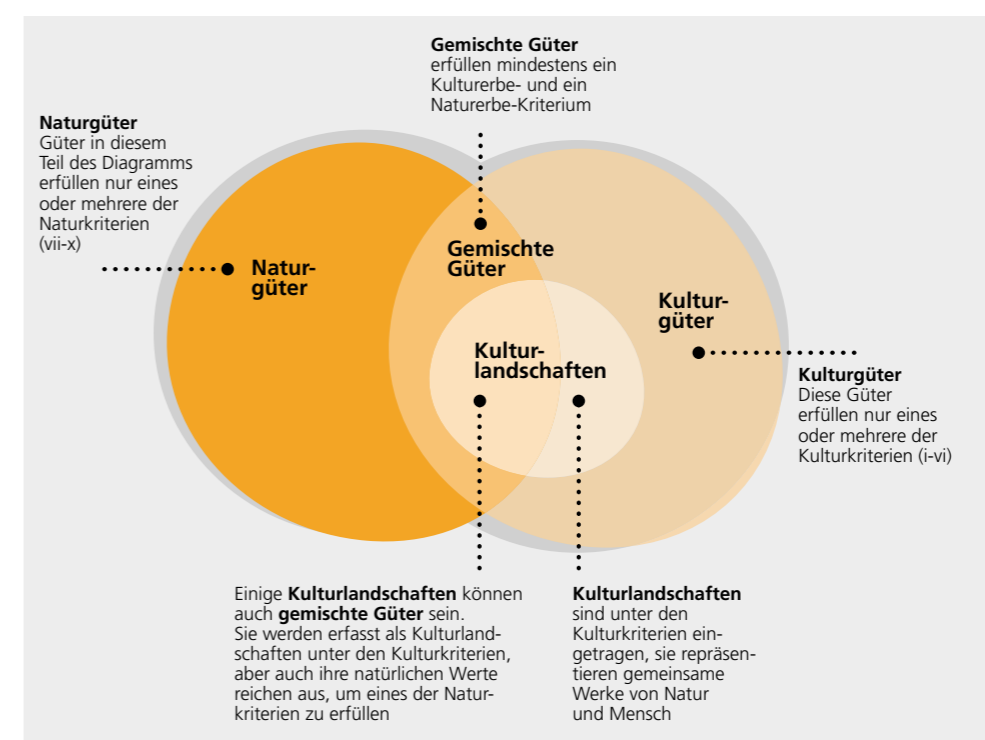 Gemischte Güter
erfüllen mindestens ein
Kulturerbe- und ein
Naturerbe-Kriterium
Naturgüter
Güter in diesem
Teil des Diagramms
erfüllen nur eines
oder mehrere der
Naturkriterien
(vii-x)
Natur-
güter
Gemischte
Güter
Kultur-
güter
Kultur-
landschaften
Kulturgüter
Diese Güter
erfüllen nur eines
oder mehrere der
Kulturkriterien (i-vi)
Einige Kulturlandschaften können
auch gemischte Güter sein.
Sie werden erfasst als Kulturland-
schaften unter den Kulturkriterien,
aber auch ihre natürlichen Werte
reichen aus, um eines der Natur-
kriterien zu erfüllen
Kulturlandschaften
sind unter den
Kulturkriterien ein-
getragen, sie repräsen-
tieren gemeinsame
Werke von Natur
und Mensch